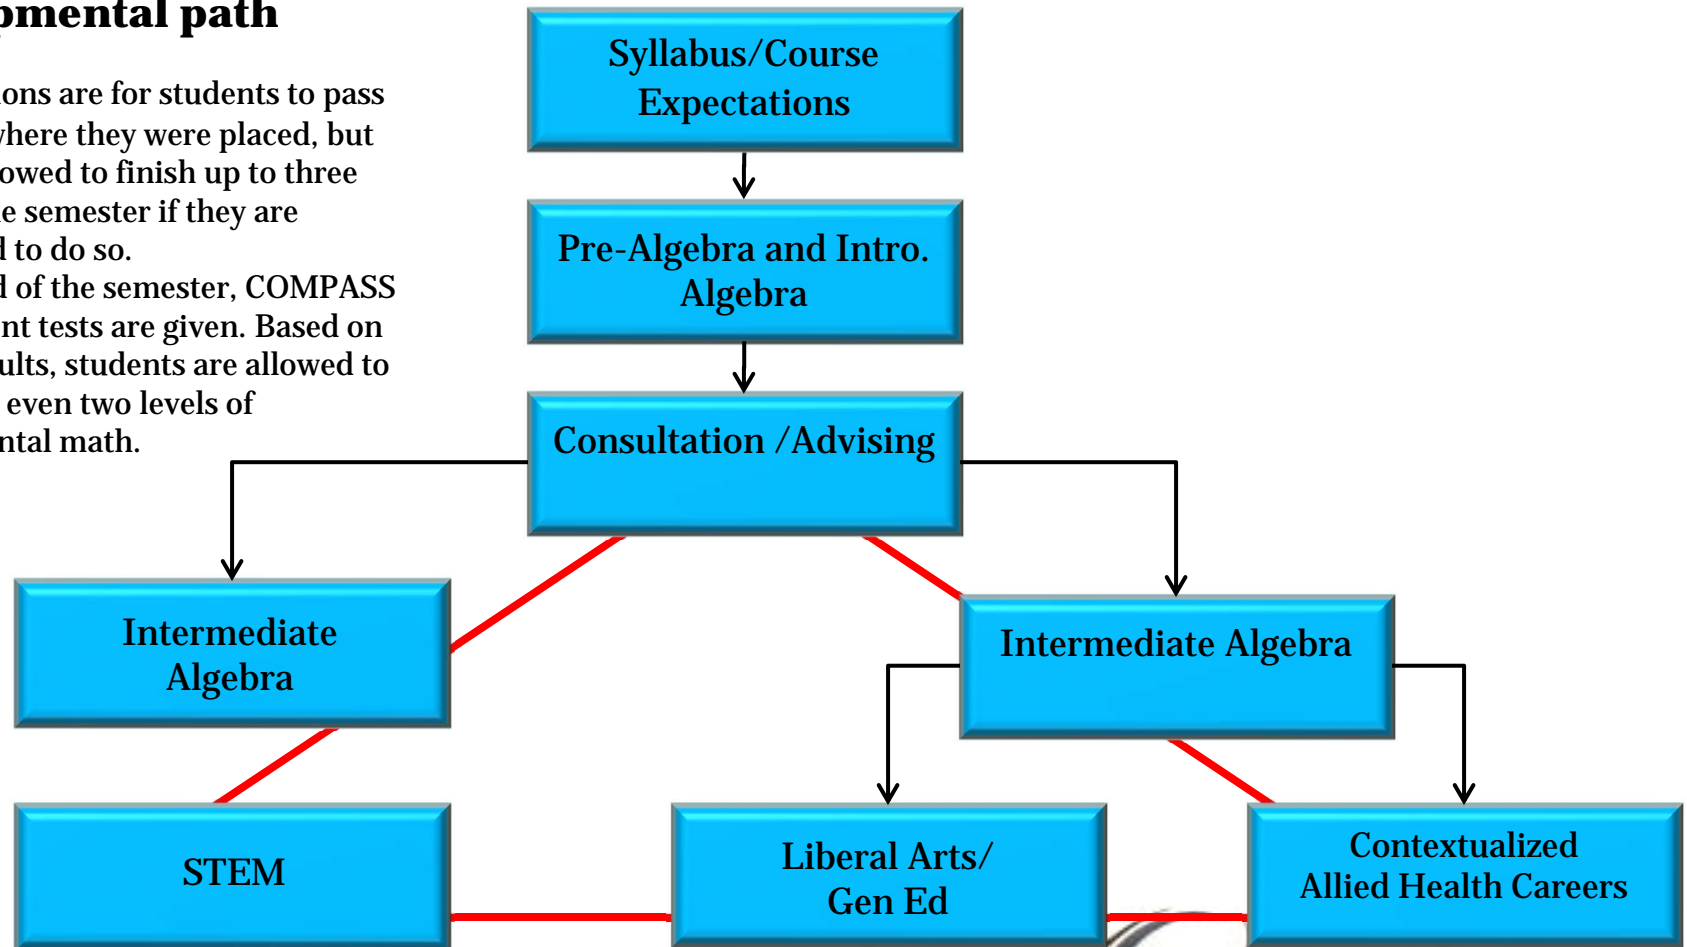 pmental path
ions are for students to pass
where they were placed, but
owed to finish up to three
e semester if they are
d to do so.
d of the semester, COMPASS
nt tests are given. Based on
ults, students are allowed to
even two levels of
ntal math.
Syllabus/Course
Expectations
Pre-Algebra and Intro.
Algebra
Consultation /Advising
Intermediate
Algebra
Intermediate Algebra
STEM
Liberal Arts/
Gen Ed
Contextualized
Allied Health Careers